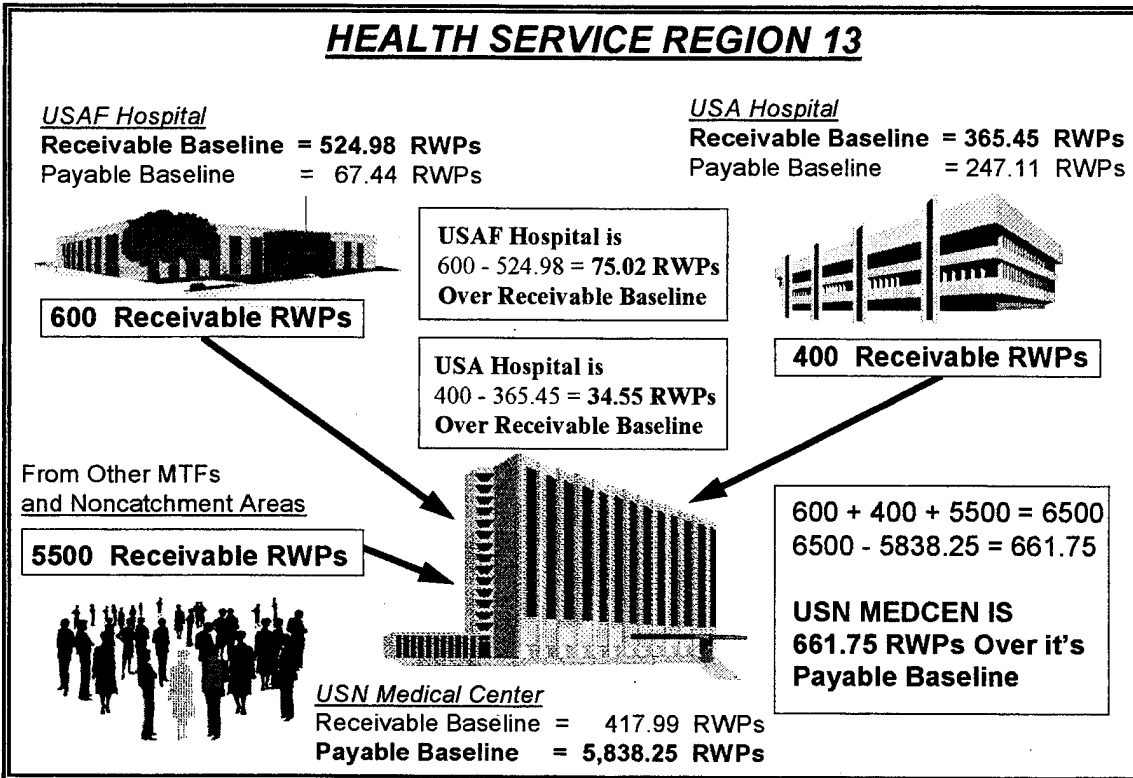 HEALTH SERVICE REGION 13
USAF Hospital
Receivable Baseline = 524.98 RWPs
Payable Baseline = 67.44 RWPs
600 Receivable RWPs
USA Hospital
Receivable Baseline = 365.45 RWPs
Payable Baseline = 247.11 RWPs
400 Receivable RWPs
USAF Hospital is
600 - 524.98 = 75.02 RWPs
Over Receivable Baseline
USA Hospital is
400 - 365.45 = 34.55 RWPs
Over Receivable Baseline
From Other MTFs
and Noncatchment Areas
5500 Receivable RWPs
600 + 400 + 5500 = 6500
6500 - 5838.25 = 661.75
USN MEDCEN IS
661.75 RWPs Over it's
Payable Baseline
USN Medical Center
Receivable Baseline = 417.99 RWPs
Payable Baseline = 5,838.25 RWPs